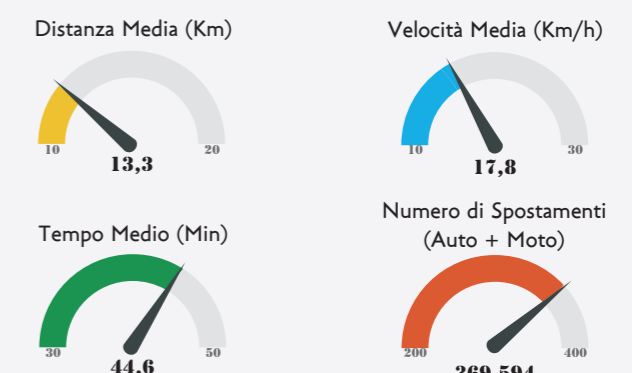 Distanza Media (Km)
10
20
13,3
Velocità Media (Km/h)
10
30
17,8
Tempo Medio (Min)
30
50
44,6
Numero di Spostamenti
(Auto + Moto)
200
400
269.594